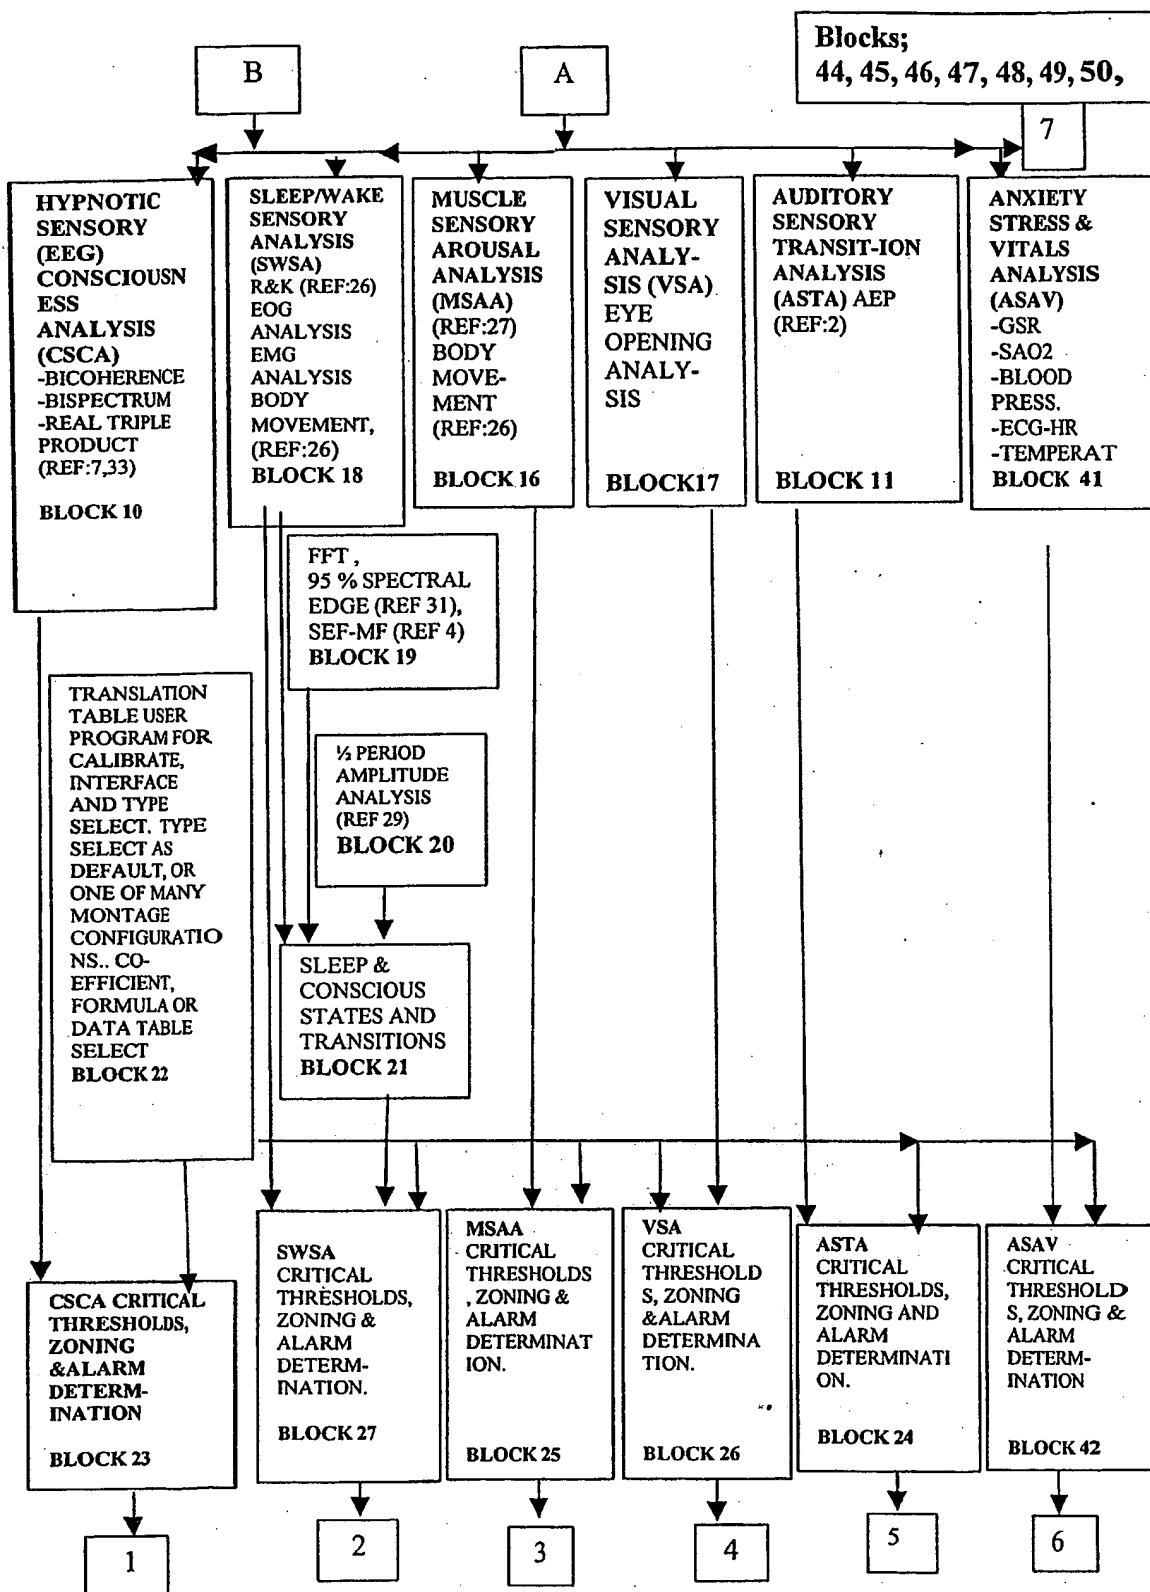 B
A
Blocks;
44, 45, 46, 47, 48, 49, 50,
7
HYPNOTIC
SENSORY
(EEG)
CONSCIOUSN
ESS
ANALYSIS
(CSCA)
-BICOHERENCE
-BISPECTRUM
-REAL TRIPLE
PRODUCT
(REF:7,33)
BLOCK 10
SLEEP/WAKE
SENSORY
ANALYSIS
(SWSA)
R&K (REF:26)
EOG
ANALYSIS
EMG
ANALYSIS
BODY
MOVEMENT,
(REF:26)
BLOCK 18
MUSCLE
SENSORY
AROUSAL
ANALYSIS
(MSAA)
(REF:27)
BODY
MOVE-
MENT
(REF:26)
BLOCK 16
VISUAL
SENSORY
ANALY-
SIS (VSA)
EYE
OPENING
ANALY-
SIS
BLOCK17
AUDITORY
SENSORY
TRANSIT-ION
ANALYSIS
(ASTA) AEP
(REF:2)
BLOCK 11
ANXIETY
STRESS &
VITALS
ANALYSIS
(ASAV)
-GSR
-SAO2
-BLOOD
PRESS.
-ECG-HR
-TEMPERAT
BLOCK 41
FFT ,
95 % SPECTRAL
EDGE (REF 31),
SEF-MF (REF 4)
BLOCK 19
TRANSLATION
TABLE USER
PROGRAM FOR
CALIBRATE,
INTERFACE
AND TYPE
SELECT. TYPE
SELECT AS
DEFAULT, OR
ONE OF MANY
MONTAGE
CONFIGURATIO
NS.. CO-
EFFICIENT,
FORMULA OR
DATA TABLE
SELECT
BLOCK 22
½ PERIOD
AMPLITUDE
ANALYSIS
(REF 29)
BLOCK 20
SLEEP &
CONSCIOUS
STATES AND
TRANSITIONS
BLOCK 21
CSCA CRITICAL
THRESHOLDS,
ZONING
&ALARM
DETERM-
INATION
BLOCK 23
SWSA
CRITICAL
THRESHOLDS,
ZONING &
ALARM
DETERM-
INATION.
BLOCK 27
MSAA
CRITICAL
THRESHOLDS
, ZONING &
ALARM
DETERMINAT
ION.
BLOCK 25
VSA
CRITICAL
THRESHOLD
S, ZONING
&ALARM
DETERMINA
TION.
BLOCK 26
ASTA
CRITICAL
THRESHOLDS,
ZONING AND
ALARM
DETERMINATI
ON.
BLOCK 24
ASAV
CRITICAL
THRESHOLD
S, ZONING &
ALARM
DETERM-
INATION
BLOCK 42
1
2
3
4
5
6